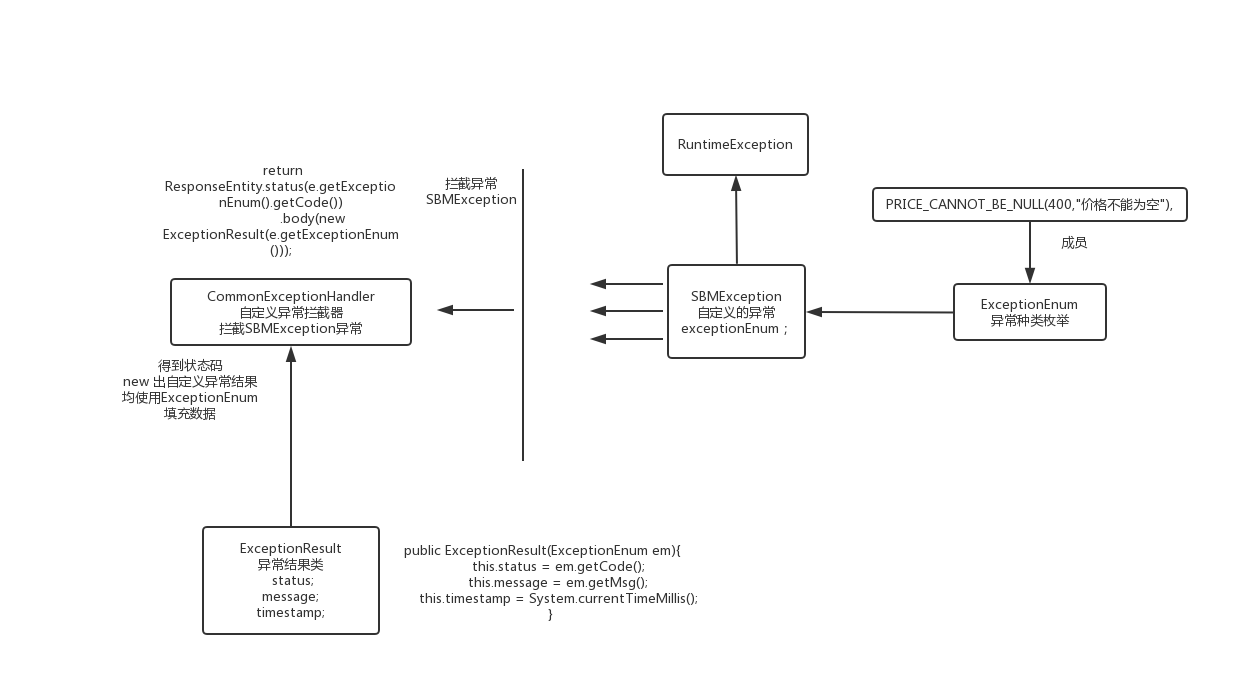 RuntimeException
return
ResponseEntity.status(e.getExceptio
nEnum().getCode())
.body(new
ExceptionResult(e.getExceptionEnum
()));
拦截异常
SBMException
PRICE_CANNOT_BE_NULL(400,"价格不能为空"),
成员
CommonExceptionHandler
自定义异常拦截器
拦截SBMException异常
SBMException
自定义的异常
exceptionEnum ;
ExceptionEnum
异常种类枚举
得到状态码
new 出自定义异常结果
均使用ExceptionEnum
填充数据
ExceptionResult
异常结果类
status;
message;
timestamp;
public ExceptionResult(ExceptionEnum em){
this.status = em.getCode();
this.message = em.getMsg();
this.timestamp = System.currentTimeMillis();
}